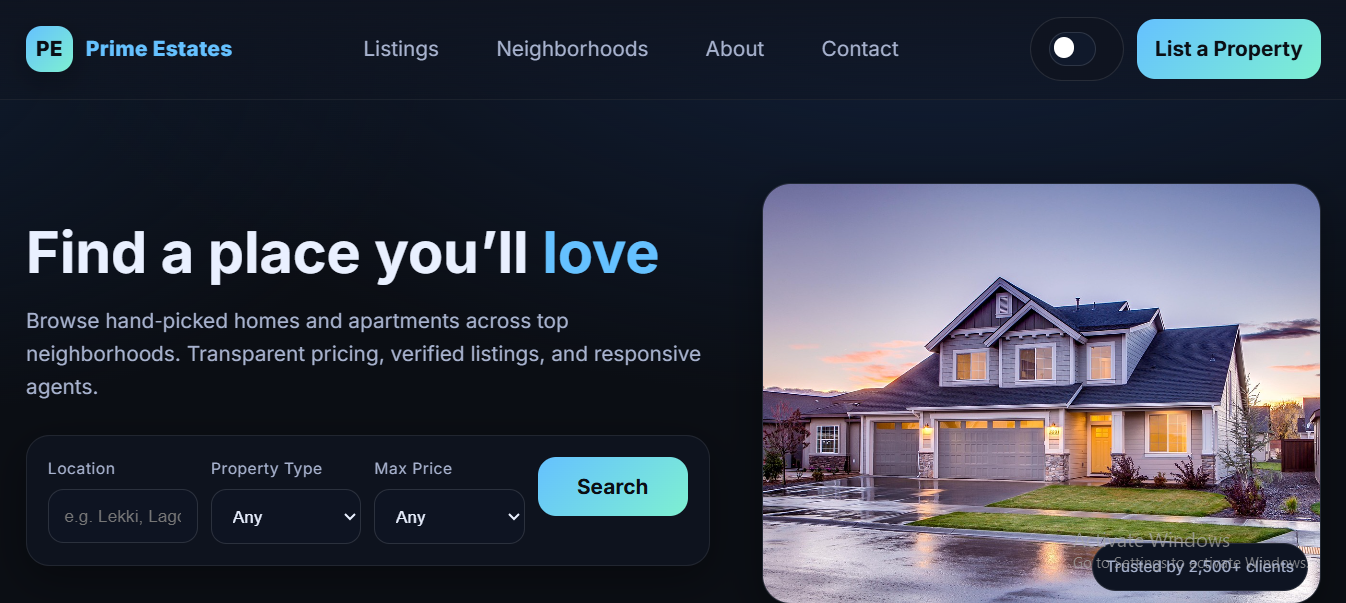 PE Prime Estates Listings Neighborhoods About Contact List a Property
Find a place you’ll love
Browse hand-picked homes and apartments across top
neighborhoods. Transparent pricing, verified listings, and responsive
agents.
Location Property Type Max Price
e.g. Lekki, Lag Any Any Search
Activate Windows
Go to Settings to activate Windows.
Trusted by 2,500+ clients